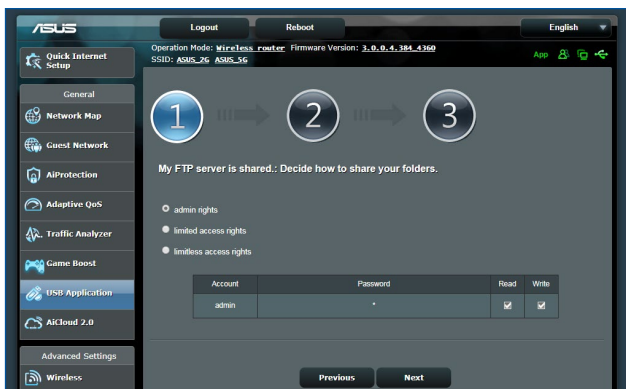 ASUS
Logout
Reboot
English
Operation Mode: Wireless router Firmware Version: 3.0.0.4.384_4360
SSID: ASUS_2G ASUS_5G
App
Quick Internet
Setup
General
Network Map
Guest Network
AiProtection
Adaptive QoS
Traffic Analyzer
Game Boost
USB Application
AiCloud 2.0
Advanced Settings
Wireless
1 2 3
My FTP server is shared.: Decide how to share your folders.
admin rights
limited access rights
limitless access rights
Account Password Read Write
admin *
Previous Next